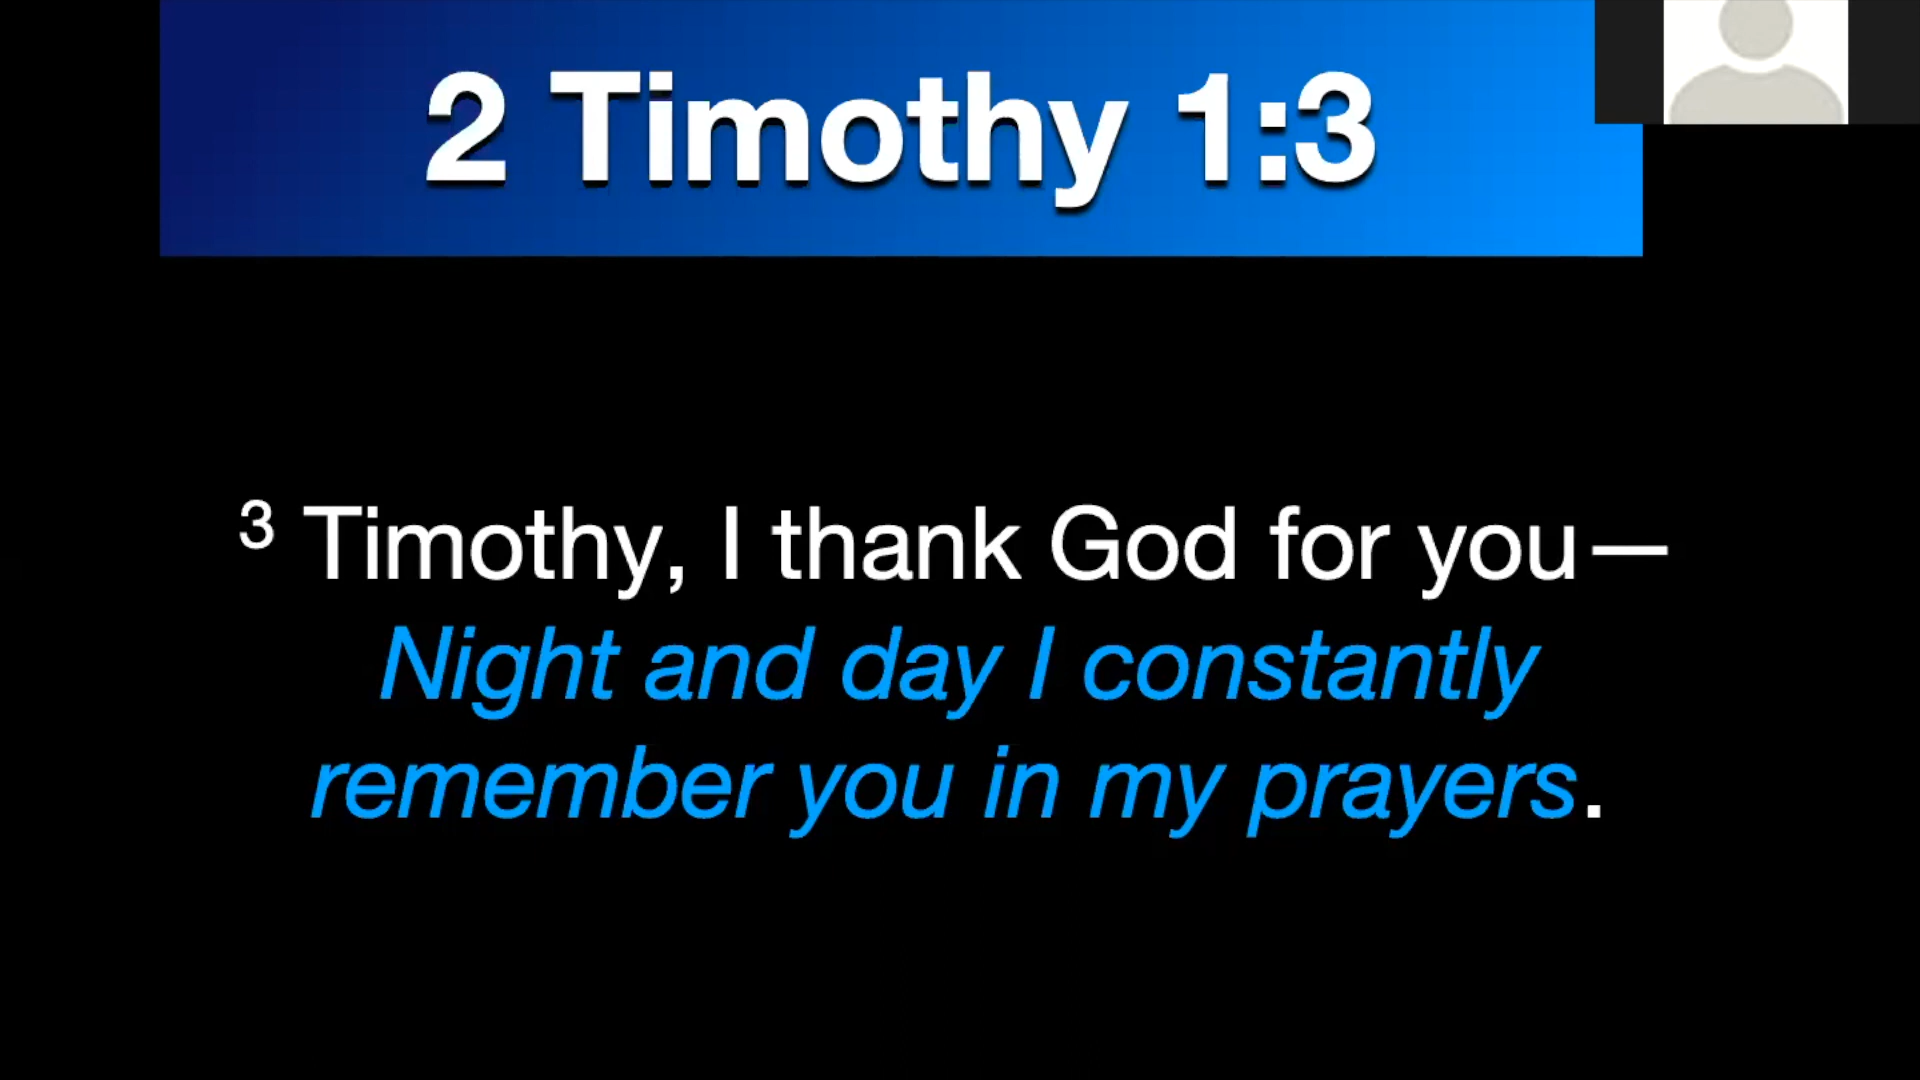 2 Timothy 1:3
³ Timothy, I thank God for you—
Night and day I constantly
remember you in my prayers.